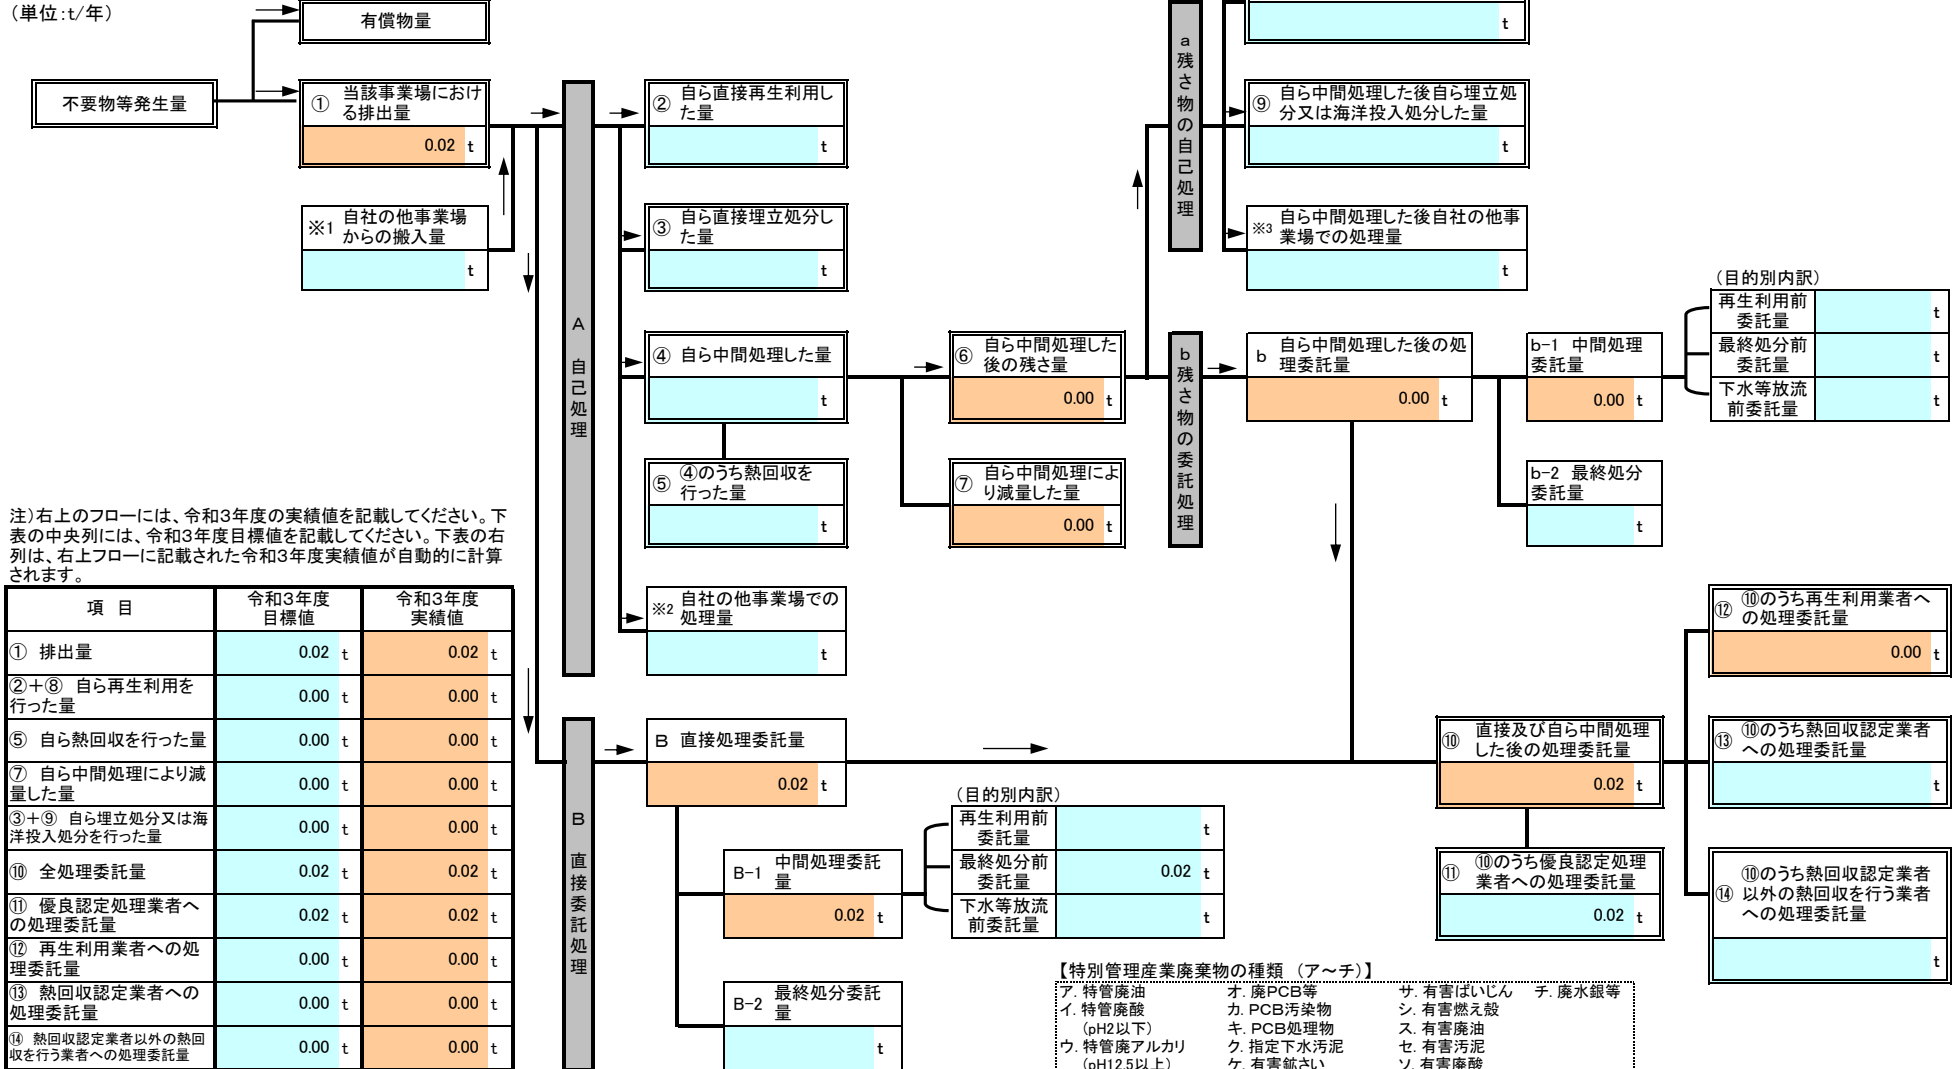 （単位：t/年）
有償物量
不要物等発生量
① 当該事業場におけ
る排出量
0.02 t
※1 自社の他事業場
からの搬入量
t
A 自己処理
② 自ら直接再生利用し
た量
t
③ 自ら直接埋立処分し
た量
t
④ 自ら中間処理した量
t
⑤ ④のうち熱回収を
行った量
t
※2 自社の他事業場での
処理量
t
⑥ 自ら中間処理した
後の残さ量
0.00 t
⑦ 自ら中間処理によ
り減量した量
0.00 t
a 残さ物の自己処理
t
⑨ 自ら中間処理した後自ら埋立処
分又は海洋投入処分した量
t
※3 自ら中間処理した後自社の他事
業場での処理量
t
b 残さ物の委託処理
b 自ら中間処理した後の処
理委託量
0.00 t
b-1 中間処理
委託量
0.00 t
b-2 最終処分
委託量
t
（目的別内訳）
再生利用前
委託量
t
最終処分前
委託量
t
下水等放流
前委託量
t
注）右上のフローには、令和3年度の実績値を記載してください。下
表の中央列には、令和3年度目標値を記載してください。下表の右
列は、右上フローに記載された令和3年度実績値が自動的に計算
されます。
項 目 令和3年度 目標値 令和3年度 実績値
① 排出量 0.02 t 0.02 t
②＋⑧ 自ら再生利用を
行った量 0.00 t 0.00 t
⑤ 自ら熱回収を行った量 0.00 t 0.00 t
⑦ 自ら中間処理により減
量した量 0.00 t 0.00 t
③＋⑨ 自ら埋立処分又は海
洋投入処分を行った量 0.00 t 0.00 t
⑩ 全処理委託量 0.02 t 0.02 t
⑪ 優良認定処理業者へ
の処理委託量 0.02 t 0.02 t
⑫ 再生利用業者への処
理委託量 0.00 t 0.00 t
⑬ 熱回収認定業者への
処理委託量 0.00 t 0.00 t
⑭ 熱回収認定業者以外の熱回
収を行う業者への処理委託量 0.00 t 0.00 t
B 直接委託処理
B 直接処理委託量
0.02 t
B-1 中間処理委託
量
0.02 t
B-2 最終処分委託
量
t
（目的別内訳）
再生利用前
委託量
t
最終処分前
委託量
0.02 t
下水等放流
前委託量
t
⑩ 直接及び自ら中間処理
した後の処理委託量
0.02 t
⑪ ⑩のうち優良認定処理
業者への処理委託量
0.02 t
⑫ ⑩のうち再生利用業者へ
の処理委託量
0.00 t
⑬ ⑩のうち熱回収認定業者
への処理委託量
t
⑭ ⑩のうち熱回収認定業者
以外の熱回収を行う業者
への処理委託量
t
【特別管理産業廃棄物の種類 （ア～チ）】
ア. 特管廃油 オ. 廃PCB等 サ. 有害ばいじん チ. 廃水銀等
イ. 特管廃酸 カ. PCB汚染物 シ. 有害燃え殻
（pH2以下） キ. PCB処理物 ス. 有害廃油
ウ. 特管廃アルカリ ク. 指定下水汚泥 セ. 有害汚泥
（pH12.5以上） ケ. 有害鉱さい ソ. 有害廃酸